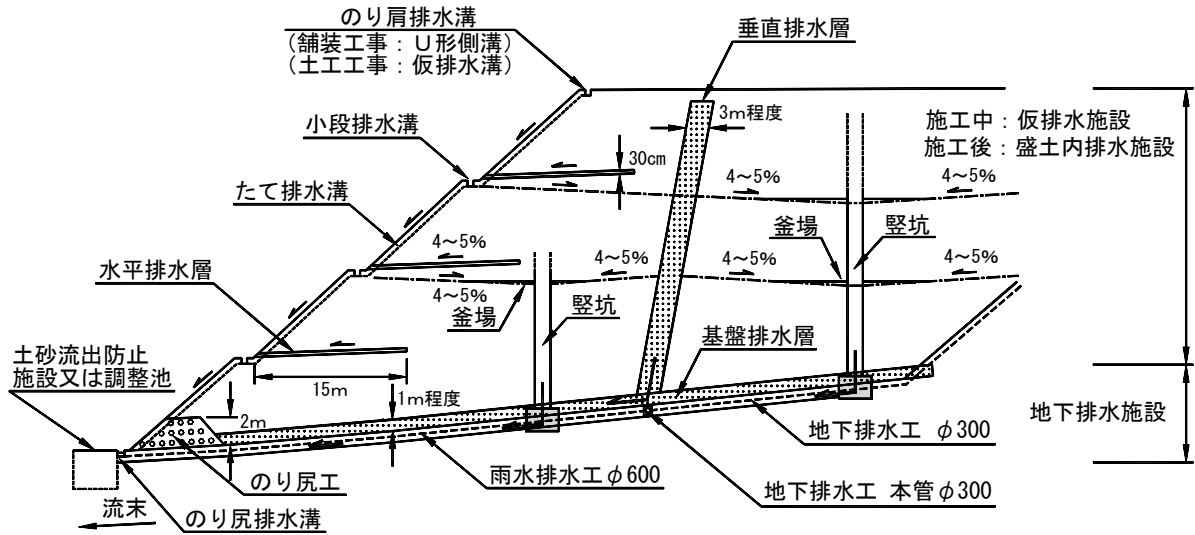 のり肩排水溝
(舗装工事：U形側溝)
(土工工事：仮排水溝)
垂直排水層
3m程度
施工中：仮排水施設
施工後：盛土内排水施設
小段排水溝
30cm
4～5%
4～5%
4～5%
たて排水溝
釜場
竪坑
4～5%
水平排水層
4～5%
4～5%
4～5%
4～5%
釜場
竪坑
基盤排水層
土砂流出防止
施設又は調整池
15m
1m程度
2m
地下排水施設
地下排水工 φ300
のり尻工
雨水排水工φ600
地下排水工 本管φ300
流末
のり尻排水溝